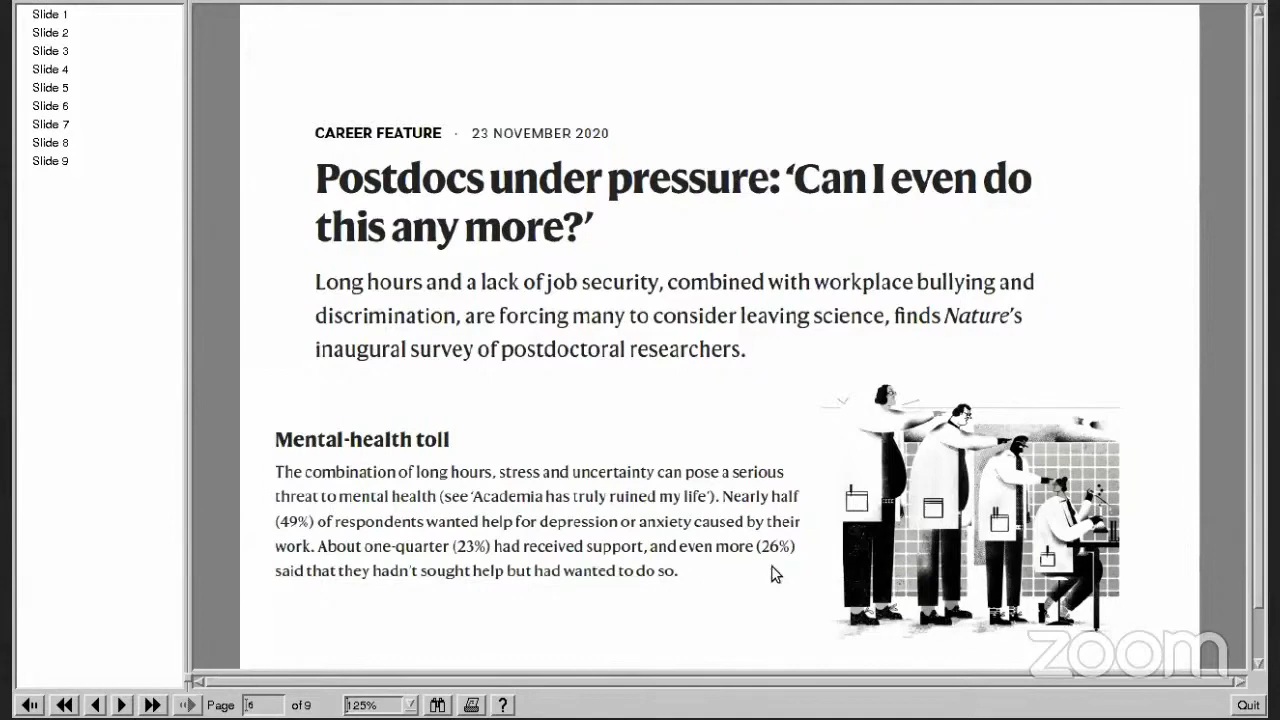 Slide 1
Slide 2
Slide 3
Slide 4
Slide 5
Slide 6
Slide 7
Slide 8
Slide 9
CAREER FEATURE · 23 NOVEMBER 2020
Postdocs under pressure: ‘Can I even do
this any more?’
Long hours and a lack of job security, combined with workplace bullying and
discrimination, are forcing many to consider leaving science, finds Nature’s
inaugural survey of postdoctoral researchers.
Mental-health toll
The combination of long hours, stress and uncertainty can pose a serious
threat to mental health (see ‘Academia has truly ruined my life’). Nearly half
(49%) of respondents wanted help for depression or anxiety caused by their
work. About one-quarter (23%) had received support, and even more (26%)
said that they hadn’t sought help but had wanted to do so.
zoom
Page 6 of 9 125% ? Quit